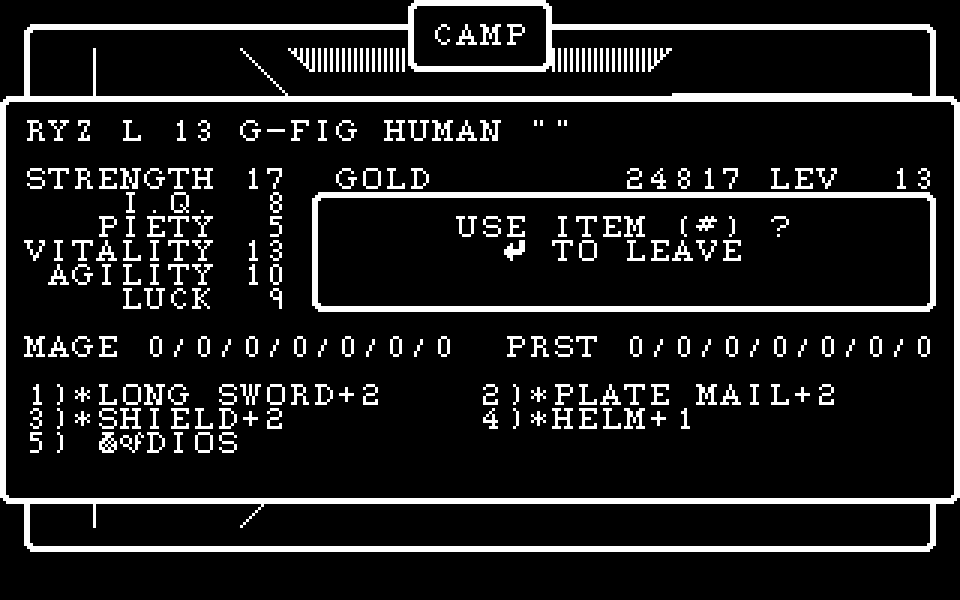 CAMP
RYZ L 13 G-FIG HUMAN ""
STRENGTH 17 GOLD 24817 LEV 13
I.Q. 8
PIETY 5 USE ITEM (#) ?
VITALITY 13 ↵ TO LEAVE
AGILITY 10
LUCK 9
MAGE 0/0/0/0/0/0/0 PRST 0/0/0/0/0/0/0
1)*LONG SWORD+2 2)*PLATE MAIL+2
3)*SHIELD+2 4)*HELM+1
5) DIOS